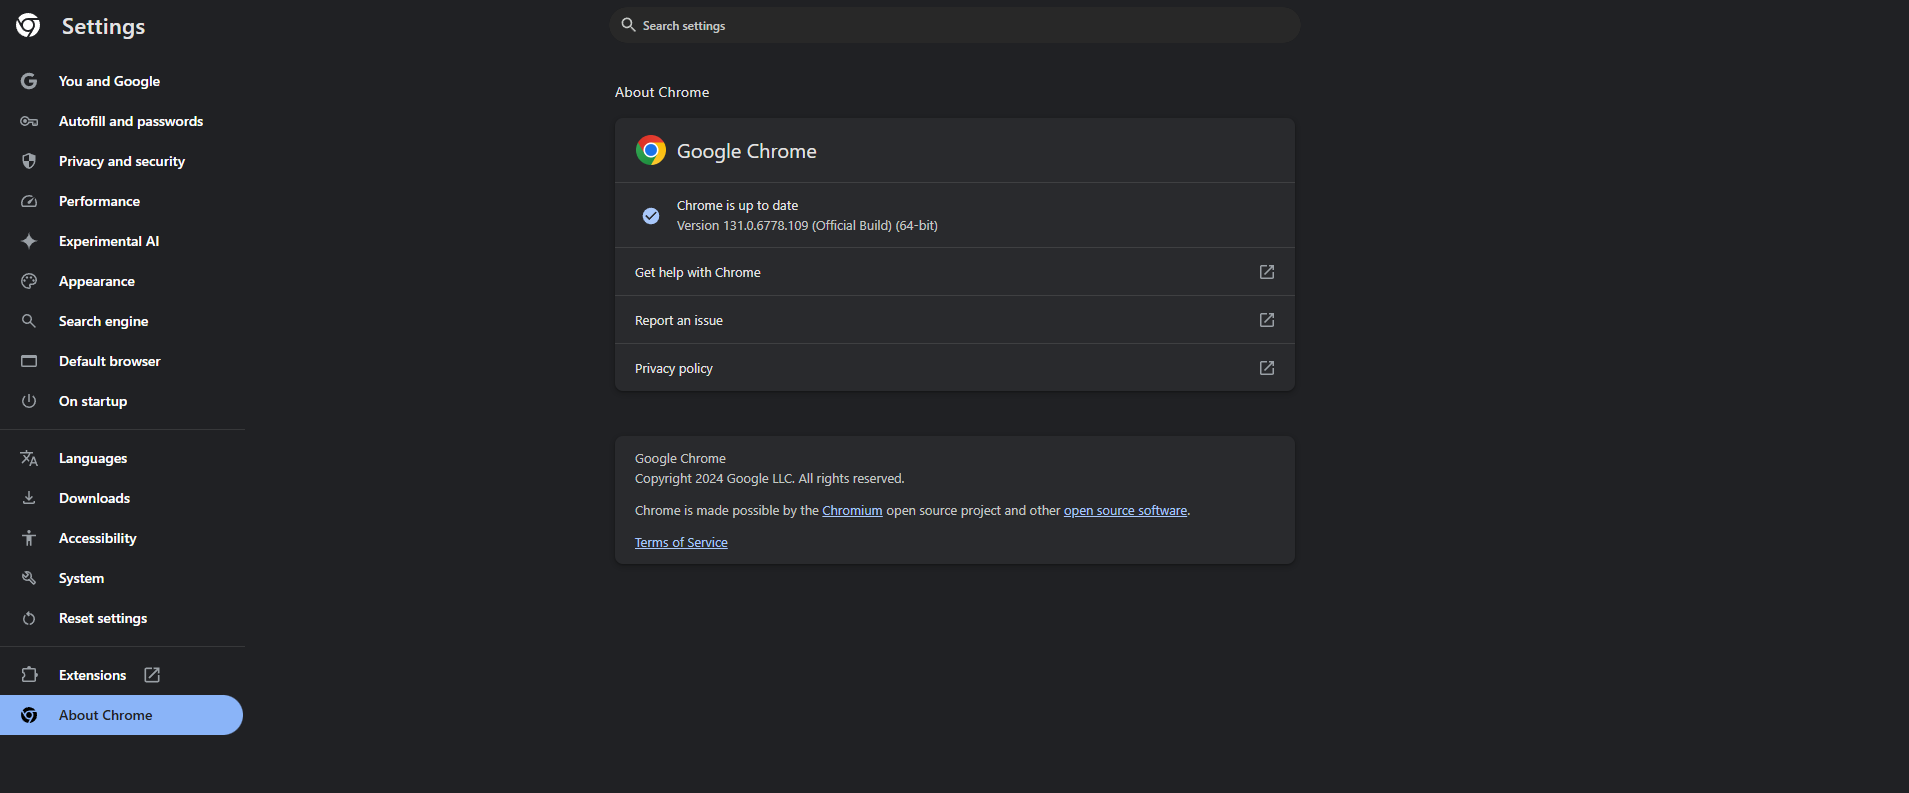 Settings
Search settings
You and Google
Autofill and passwords
Privacy and security
Performance
Experimental AI
Appearance
Search engine
Default browser
On startup
Languages
Downloads
Accessibility
System
Reset settings
Extensions
About Chrome
About Chrome
Google Chrome
Chrome is up to date
Version 131.0.6778.109 (Official Build) (64-bit)
Get help with Chrome
Report an issue
Privacy policy
Google Chrome
Copyright 2024 Google LLC. All rights reserved.
Chrome is made possible by the Chromium open source project and other open source software.
Terms of Service